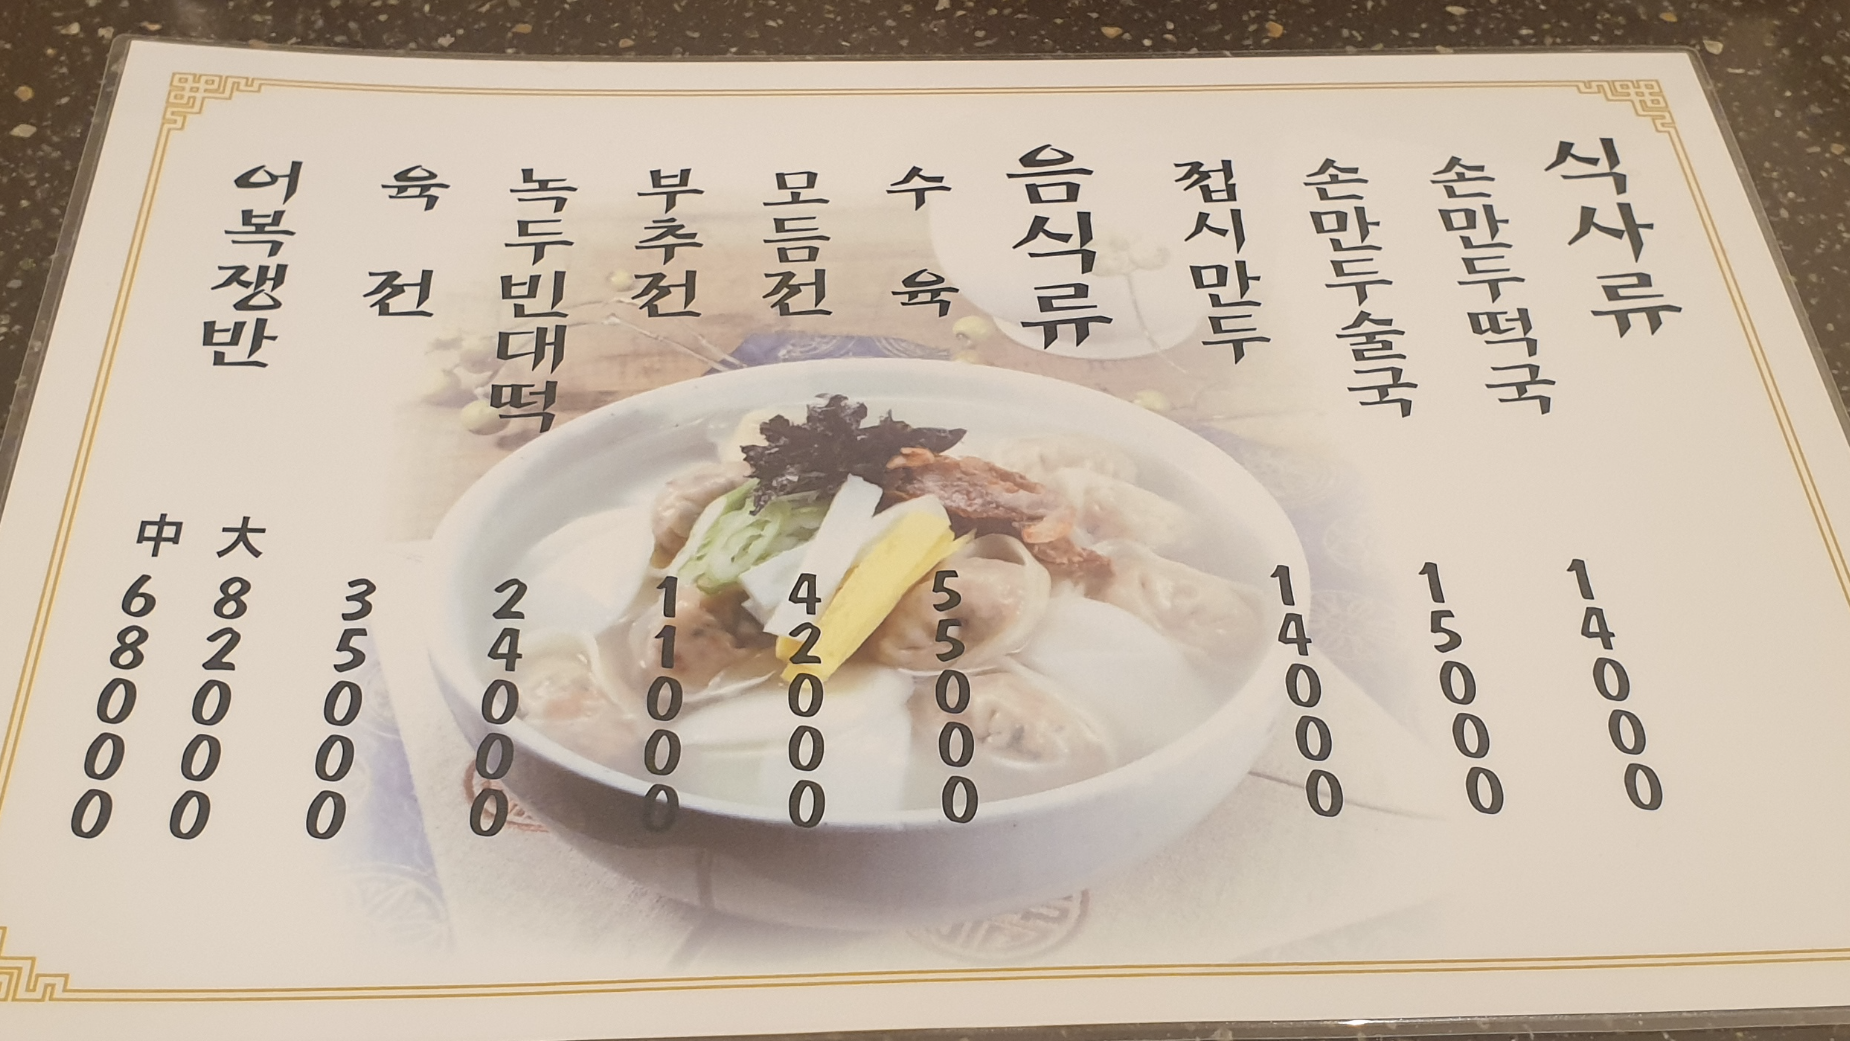 식사류
손만두떡국 14000
손만두술국 15000
접시만두 14000
음식류
수육 55000
모듬전 42000
부추전 11000
녹두빈대떡 24000
육전 35000
어복쟁반 大 82000
中 68000